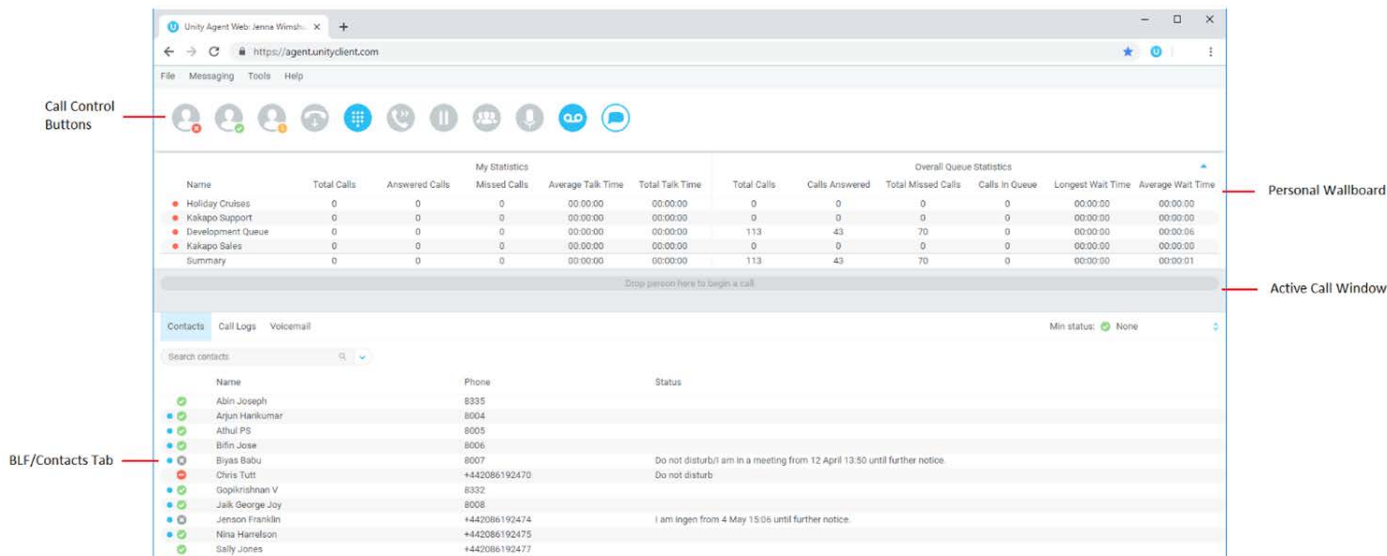 Unity Agent Web: Jenna Wimshu
https://agent.unityclient.com
File Messaging Tools Help
Call Control
Buttons
My Statistics Overall Queue Statistics
Name Total Calls Answered Calls Missed Calls Average Talk Time Total Talk Time Total Calls Calls Answered Total Missed Calls Calls In Queue Longest Wait Time Average Wait Time
Personal Wallboard
Holiday Cruises 0 0 0 00:00:00 00:00:00 0 0 0 0 00:00:00 00:00:00
Kakapo Support 0 0 0 00:00:00 00:00:00 0 0 0 0 00:00:00 00:00:00
Development Queue 0 0 0 00:00:00 00:00:00 113 43 70 0 00:00:00 00:00:06
Kakapo Sales 0 0 0 00:00:00 00:00:00 0 0 0 0 00:00:00 00:00:00
Summary 0 0 0 00:00:00 00:00:00 113 43 70 0 00:00:00 00:00:01
Drop person here to begin a call
Active Call Window
Contacts Call Logs Voicemail Min status: None
Search contacts
Name Phone Status
Abin Joseph 8335
Arjun Harikumar 8004
Athul PS 8005
Bifin Jose 8006
BLF/Contacts Tab
Biyas Babu 8007 Do not disturb/I am in a meeting from 12 April 13:50 until further notice.
Chris Tutt +442086192470 Do not disturb
Gopikrishnan V 8332
Jaik George Joy 8008
Jenson Franklin +442086192474 I am ingen from 4 May 15:06 until further notice.
Nina Harrelson +442086192475
Sally Jones +442086192477